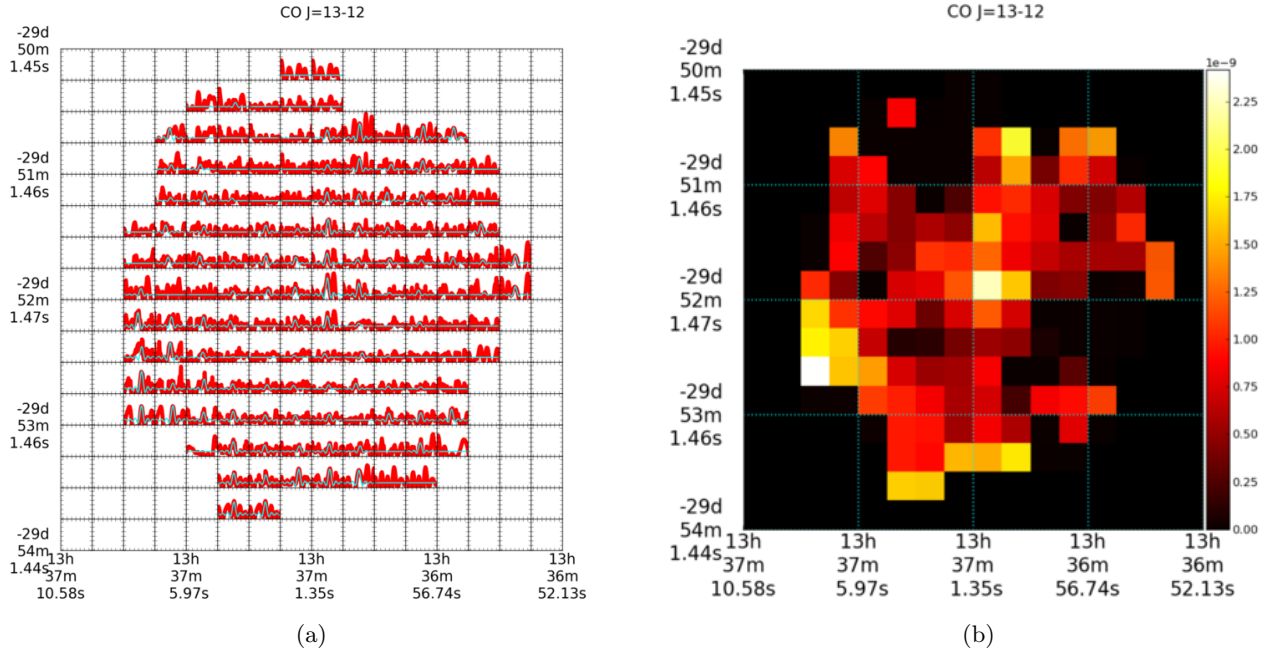 CO J=13-12
-29d
50m
1.45s
-29d
51m
1.46s
-29d
52m
1.47s
-29d
53m
1.46s
-29d
54m
1.44s
13h
37m
10.58s
13h
37m
5.97s
13h
37m
1.35s
13h
36m
56.74s
13h
36m
52.13s
(a)
CO J=13-12
-29d
50m
1.45s
-29d
51m
1.46s
-29d
52m
1.47s
-29d
53m
1.46s
-29d
54m
1.44s
13h
37m
10.58s
13h
37m
5.97s
13h
37m
1.35s
13h
36m
56.74s
13h
36m
52.13s
1e-9
2.25
2.00
1.75
1.50
1.25
1.00
0.75
0.50
0.25
0.00
(b)